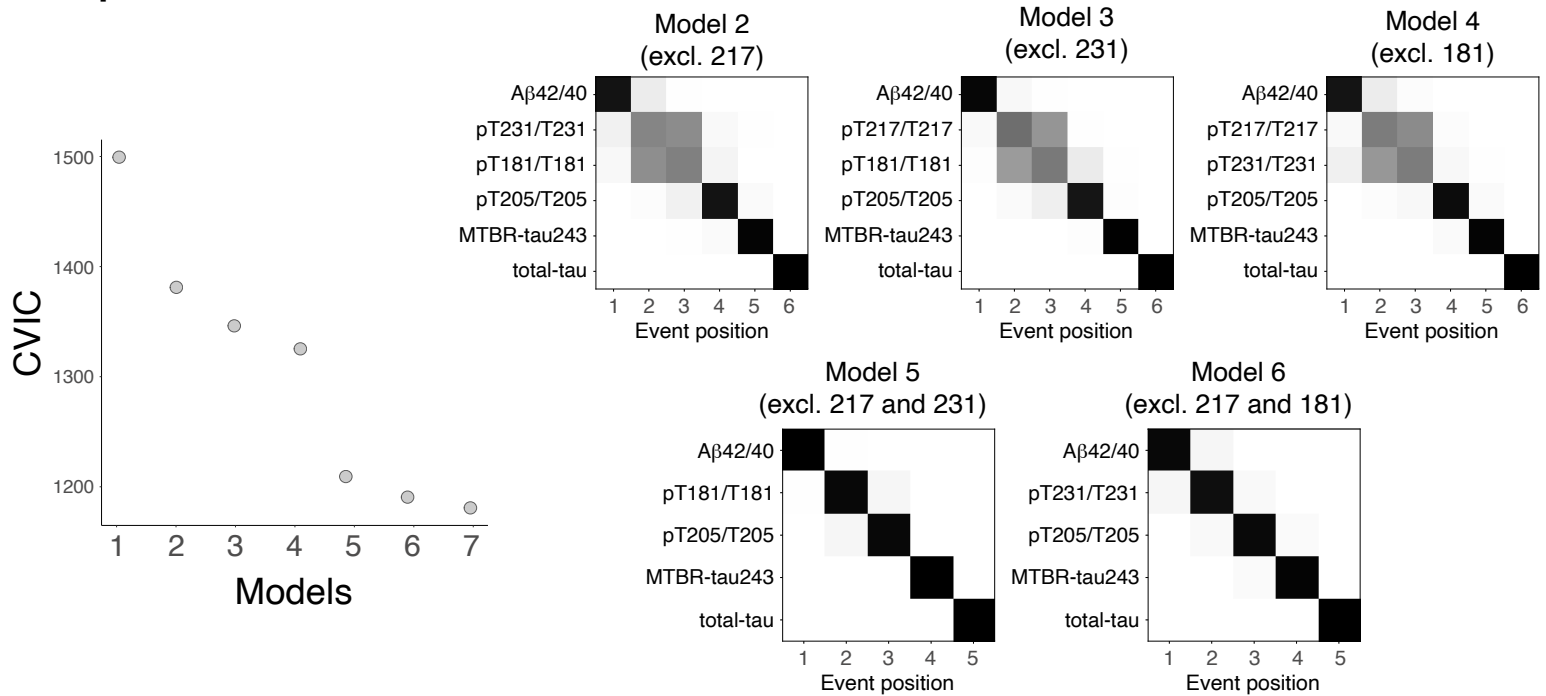 1500
1400
1300
1200
CVIC
1 2 3 4 5 6 7
Models
Model 2
(excl. 217)
Aβ42/40
pT231/T231
pT181/T181
pT205/T205
MTBR-tau243
total-tau
1 2 3 4 5 6
Event position
Model 3
(excl. 231)
Aβ42/40
pT217/T217
pT181/T181
pT205/T205
MTBR-tau243
total-tau
1 2 3 4 5 6
Event position
Model 4
(excl. 181)
Aβ42/40
pT217/T217
pT231/T231
pT205/T205
MTBR-tau243
total-tau
1 2 3 4 5 6
Event position
Model 5
(excl. 217 and 231)
Aβ42/40
pT181/T181
pT205/T205
MTBR-tau243
total-tau
1 2 3 4 5
Event position
Model 6
(excl. 217 and 181)
Aβ42/40
pT231/T231
pT205/T205
MTBR-tau243
total-tau
1 2 3 4 5
Event position